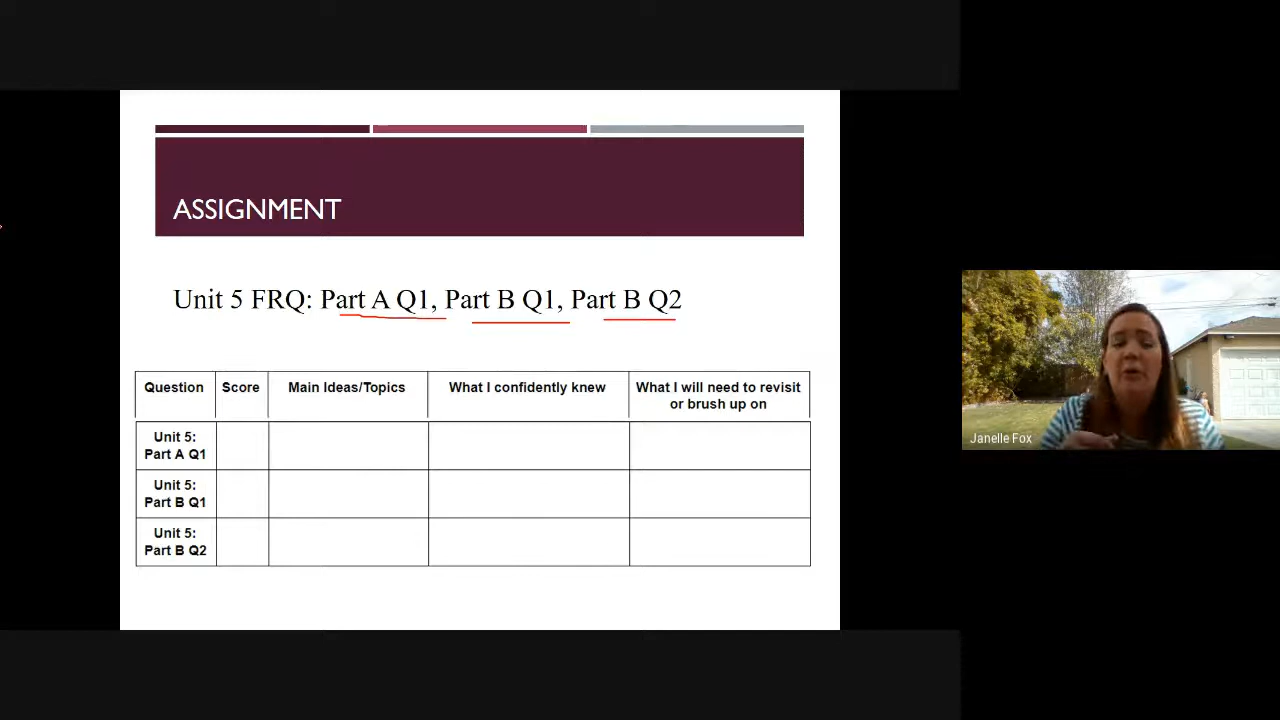 ASSIGNMENT
Unit 5 FRQ: Part A Q1, Part B Q1, Part B Q2
Question Score Main Ideas/Topics What I confidently knew What I will need to revisit
or brush up on
Unit 5:
Part A Q1
Unit 5:
Part B Q1
Unit 5:
Part B Q2
Janelle Fox